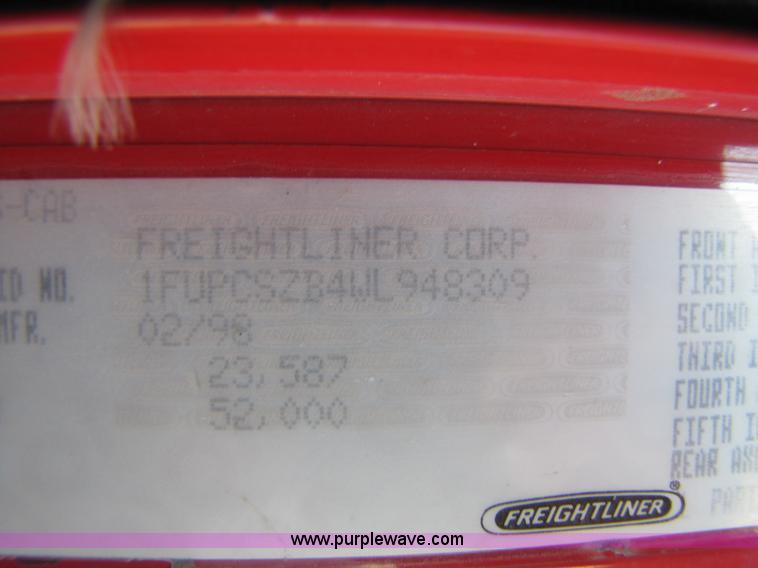 S-CAB
FREIGHTLINER CORP. FRONT
ID NO. 1FUPCSZB4WL948309 FIRST
MFR. 02/98 SECOND
23,587 THIRD
52,000 FOURTH
FIFTH
REAR
FREIGHTLINER®
www.purplewave.com